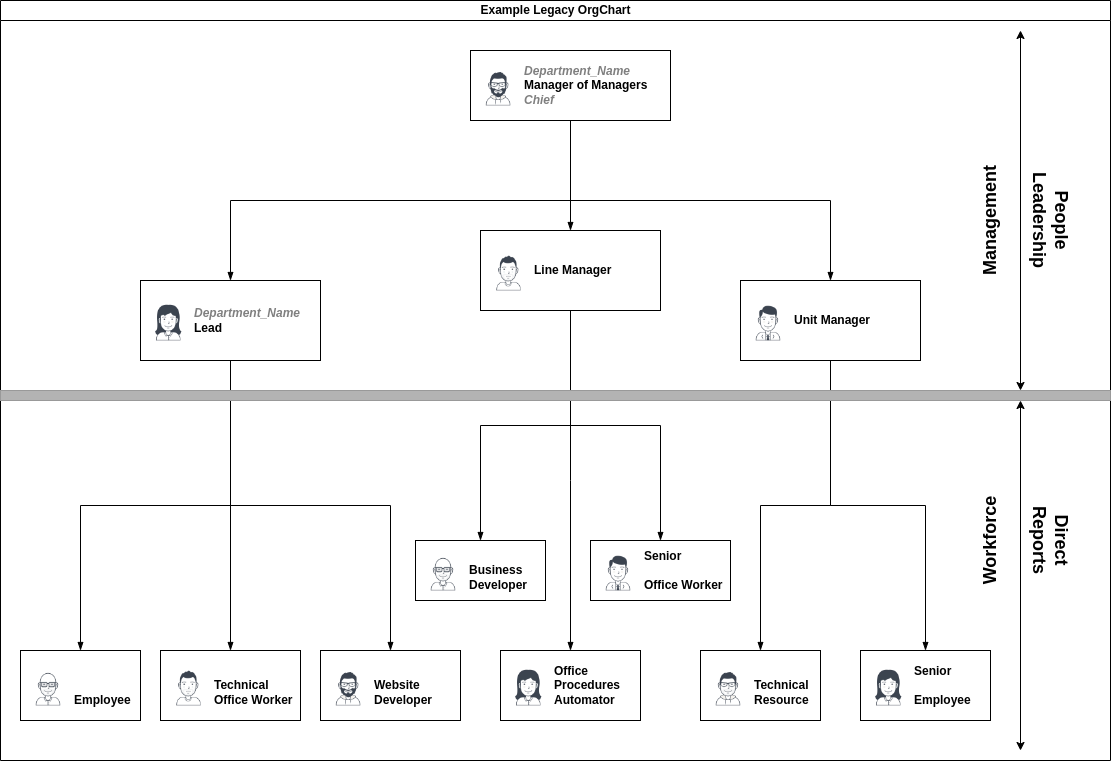 Example Legacy OrgChart
Department_Name
Manager of Managers
Chief
Management
People
Leadership
Line Manager
Department_Name
Lead
Unit Manager
Workforce
Direct
Reports
Business
Developer
Senior
Office Worker
Employee
Technical
Office Worker
Website
Developer
Office
Procedures
Automator
Technical
Resource
Senior
Employee